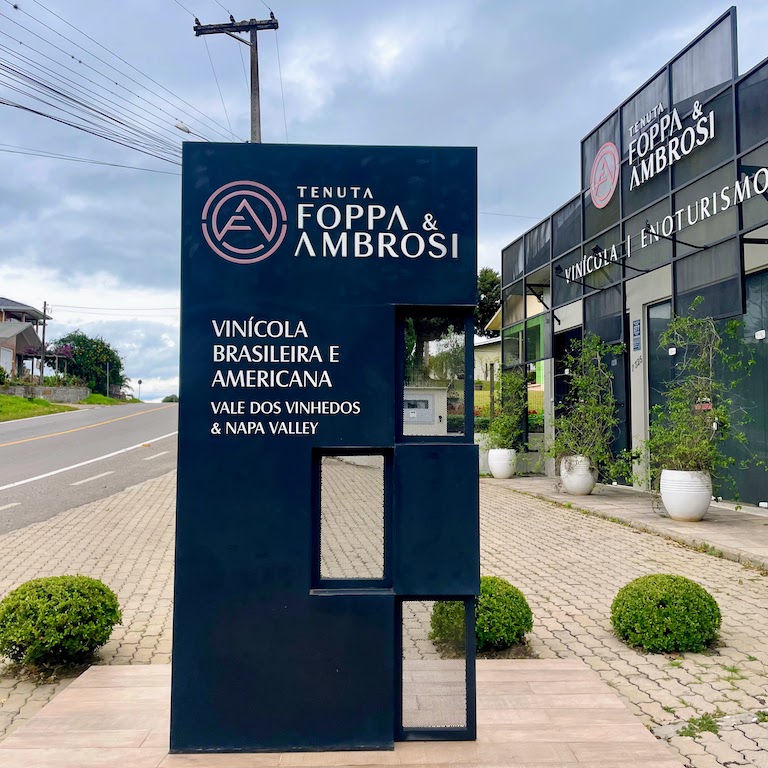 TENUTA
FOPPA &
AMBROSI
VINÍCOLA
BRASILEIRA E
AMERICANA
VALE DOS VINHEDOS
& NAPA VALLEY
TENUTA
FOPPA &
AMBROSI
VINÍCOLA | ENOTURISMO